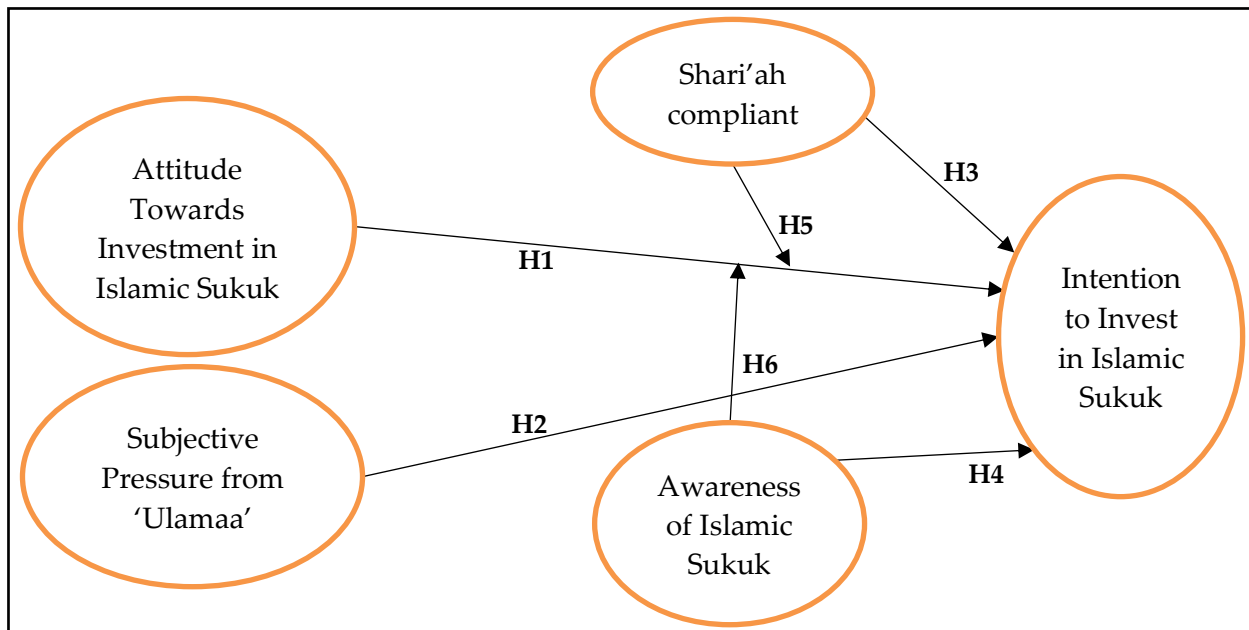 Shari’ah
compliant
Attitude
Towards
Investment in
Islamic Sukuk
H3
H5
H1
Intention
to Invest
in Islamic
Sukuk
H6
H2
Subjective
Pressure from
‘Ulamaa’
H4
Awareness
of Islamic
Sukuk